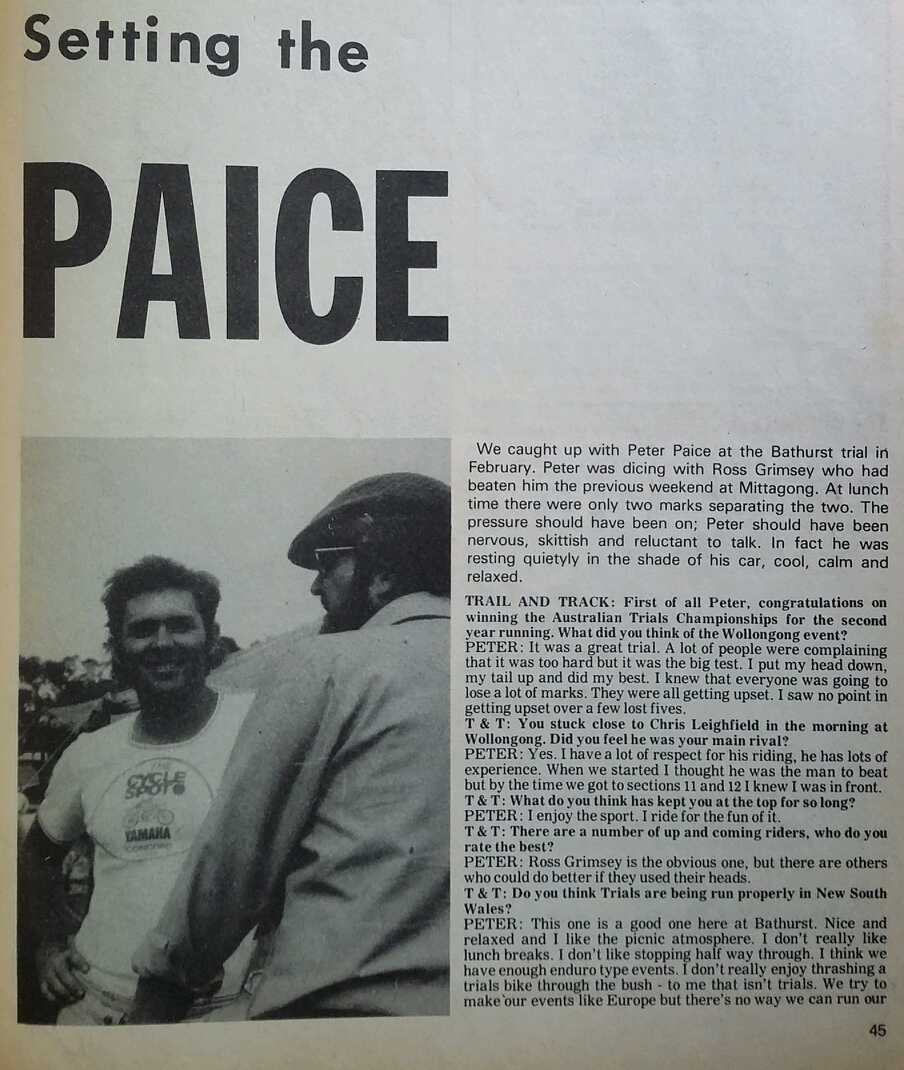 Setting the
PAICE
THE
CYCLE
SPOT
YAMAHA
CONCORD
We caught up with Peter Paice at the Bathurst trial in
February. Peter was dicing with Ross Grimsey who had
beaten him the previous weekend at Mittagong. At lunch
time there were only two marks separating the two. The
pressure should have been on; Peter should have been
nervous, skittish and reluctant to talk. In fact he was
resting quietyly in the shade of his car, cool, calm and
relaxed.
TRAIL AND TRACK: First of all Peter, congratulations on
winning the Australian Trials Championships for the second
year running. What did you think of the Wollongong event?
PETER: It was a great trial. A lot of people were complaining
that it was too hard but it was the big test. I put my head down,
my tail up and did my best. I knew that everyone was going to
lose a lot of marks. They were all getting upset. I saw no point in
getting upset over a few lost fives.
T & T: You stuck close to Chris Leighfield in the morning at
Wollongong. Did you feel he was your main rival?
PETER: Yes. I have a lot of respect for his riding, he has lots of
experience. When we started I thought he was the man to beat
but by the time we got to sections 11 and 12 I knew I was in front.
T & T: What do you think has kept you at the top for so long?
PETER: I enjoy the sport. I ride for the fun of it.
T & T: There are a number of up and coming riders, who do you
rate the best?
PETER: Ross Grimsey is the obvious one, but there are others
who could do better if they used their heads.
T & T: Do you think Trials are being run properly in New South
Wales?
PETER: This one is a good one here at Bathurst. Nice and
relaxed and I like the picnic atmosphere. I don't really like
lunch breaks. I don't like stopping half way through. I think we
have enough enduro type events. I don't really enjoy thrashing a
trials bike through the bush - to me that isn't trials. We try to
make our events like Europe but there's no way we can run our
45